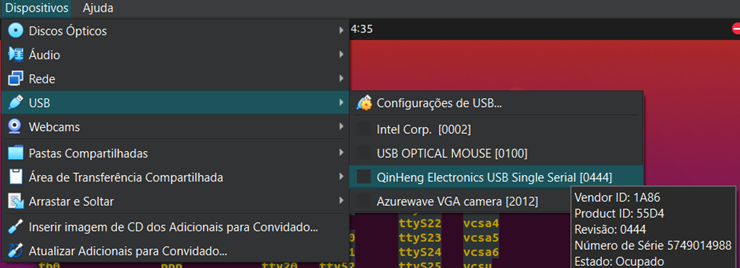 Dispositivos Ajuda
Discos Ópticos
4:35
Áudio
Rede
USB
Configurações de USB...
Webcams
Intel Corp. [0002]
Pastas Compartilhadas
USB OPTICAL MOUSE [0100]
Área de Transferência Compartilhada
QinHeng Electronics USB Single Serial [0444]
Arrastar e Soltar
Azurewave VGA camera [2012]
Vendor ID: 1A86
Product ID: 55D4
Revisão: 0444
Número de Série 5749014988
Estado: Ocupado
Inserir imagem de CD dos Adicionais para Convidado...
Atualizar Adicionais para Convidado...
ttyS22 vcsa4
ttyS23 vcsa5
ttyS24 vcsa6
fb0 ppp tty20 ttyS25 vcsu